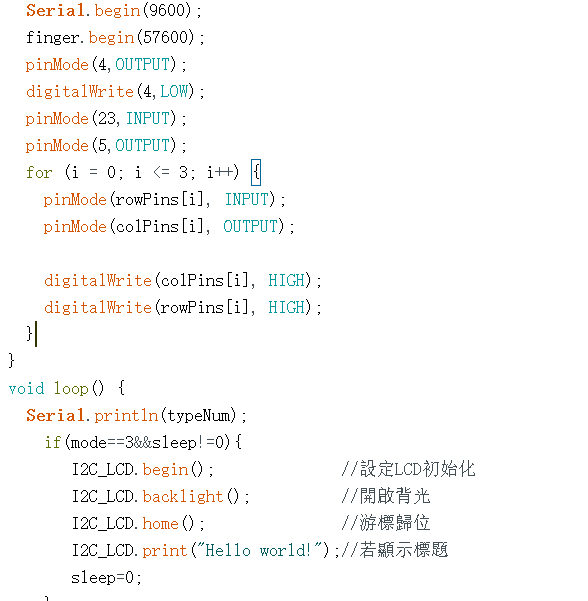 Serial.begin(9600);
finger.begin(57600);
pinMode(4,OUTPUT);
digitalWrite(4,LOW);
pinMode(23,INPUT);
pinMode(5,OUTPUT);
for (i = 0; i <= 3; i++) {
pinMode(rowPins[i], INPUT);
pinMode(colPins[i], OUTPUT);
digitalWrite(colPins[i], HIGH);
digitalWrite(rowPins[i], HIGH);
}
}
void loop() {
Serial.println(typeNum);
if(mode==3&&sleep!=0){
I2C_LCD.begin(); //設定LCD初始化
I2C_LCD.backlight(); //開啟背光
I2C_LCD.home(); //游標歸位
I2C_LCD.print("Hello world!");//若顯示標題
sleep=0;